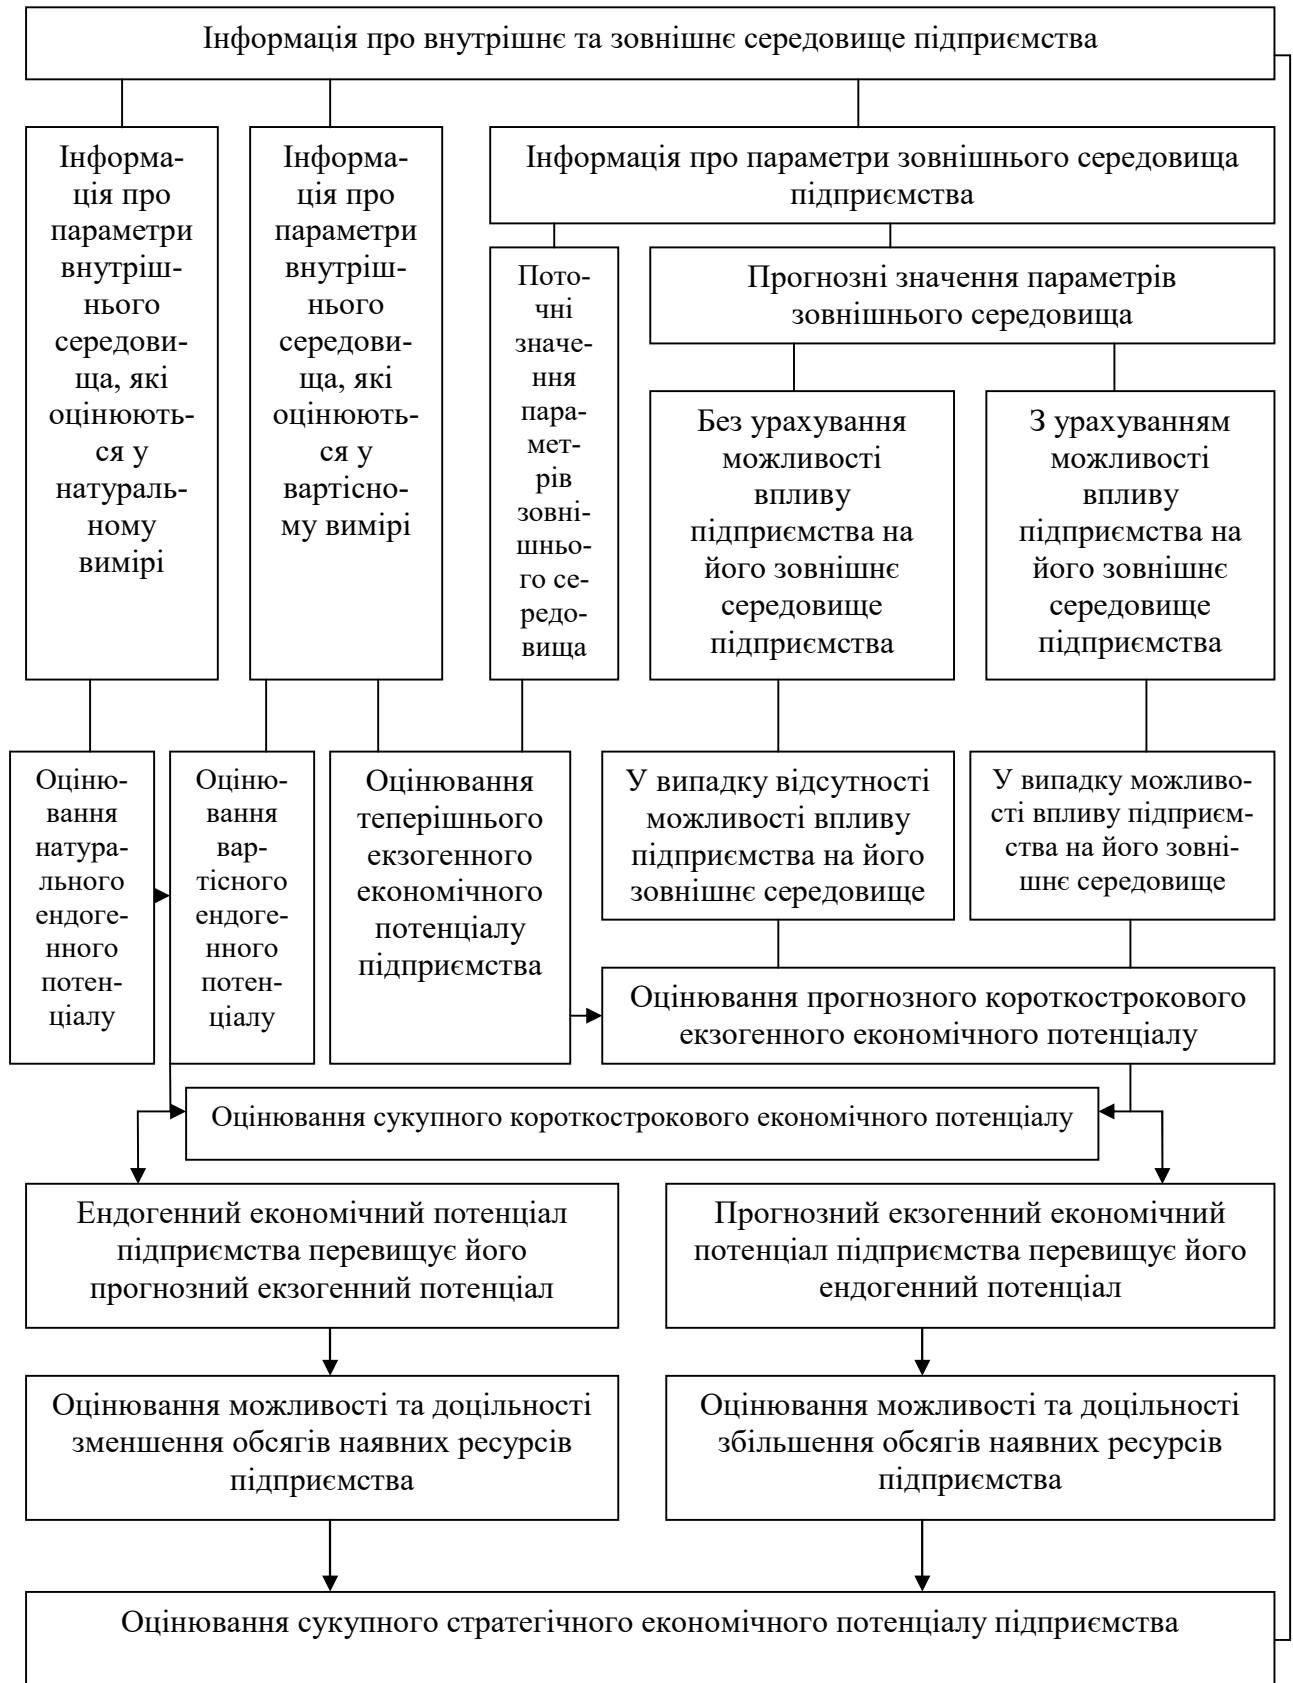 Інформація про внутрішнє та зовнішнє середовище підприємства
Інформа-
ція про
параметри
внутріш-
нього
середови-
ща, які
оцінюють-
ся у
натураль-
ному
вимірі
Інформа-
ція про
параметри
внутріш-
нього
середови-
ща, які
оцінюють-
ся у
вартісно-
му вимірі
Інформація про параметри зовнішнього середовища
підприємства
Пото-
чні
значе-
ння
пара-
мет-
рів
зовні-
шньо-
го се-
редо-
вища
Прогнозні значення параметрів
зовнішнього середовища
Без урахування
можливості
впливу
підприємства на
його зовнішнє
середовище
підприємства
З урахуванням
можливості
впливу
підприємства на
його зовнішнє
середовище
підприємства
Оціню-
вання
натура-
льного
ендоге-
нного
потен-
ціалу
Оціню-
вання
вар-
тісного
ендоге-
нного
потен-
ціалу
Оцінювання
теперішнього
екзогенного
економічного
потенціалу
підприємства
У випадку відсутності
можливості впливу
підприємства на його
зовнішнє середовище
У випадку можливо-
сті впливу підприєм-
ства на його зовні-
шнє середовище
Оцінювання прогнозного короткострокового
екзогенного економічного потенціалу
Оцінювання сукупного короткострокового економічного потенціалу
Ендогенний економічний потенціал
підприємства перевищує його
прогнозний екзогенний потенціал
Прогнозний екзогенний економічний
потенціал підприємства перевищує його
ендогенний потенціал
Оцінювання можливості та доцільності
зменшення обсягів наявних ресурсів
підприємства
Оцінювання можливості та доцільності
збільшення обсягів наявних ресурсів
підприємства
Оцінювання сукупного стратегічного економічного потенціалу підприємства